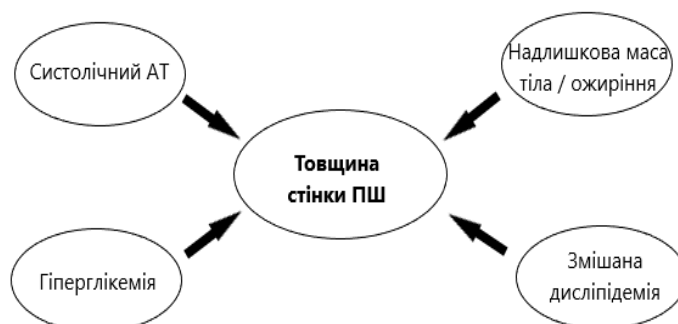 Систолічний АТ
Надлишкова маса
тіла / ожиріння
Товщина
стінки ПШ
Гіперглікемія
Змішана
дисліпідемія